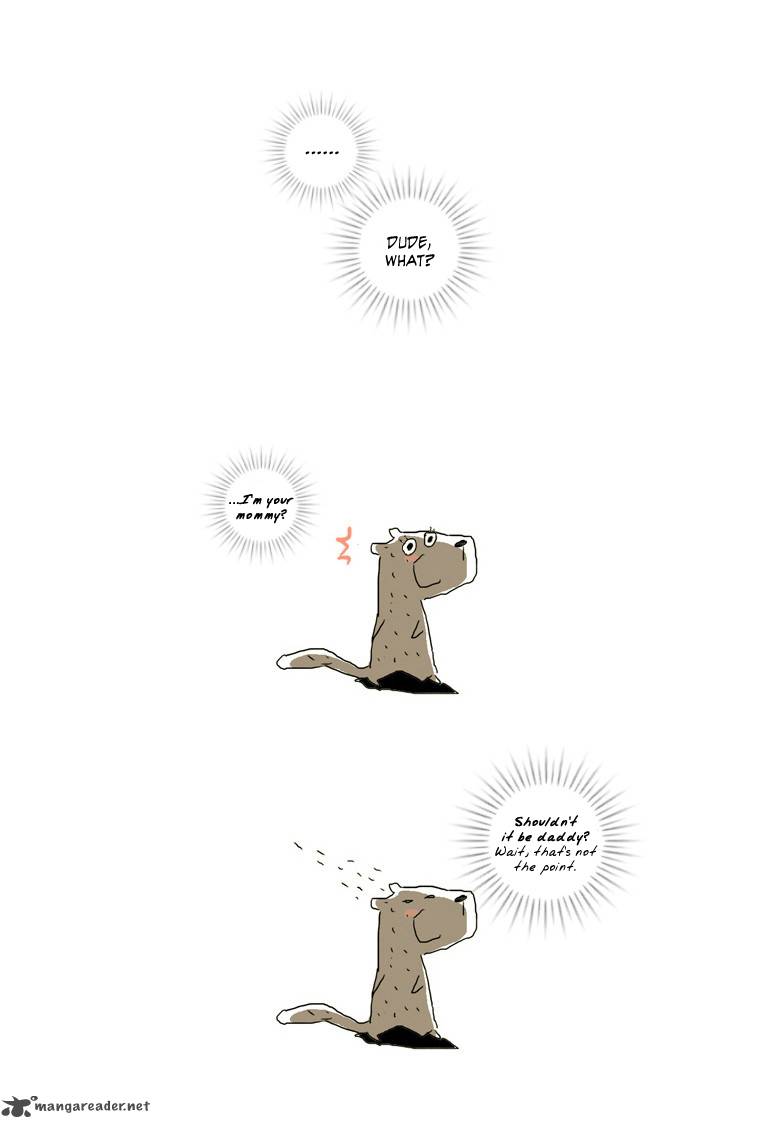 ......
DUDE,
WHAT?
...I'm your
mommy?
Shouldn't
it be daddy?
Wait, that's not
the point.
mangareader.net